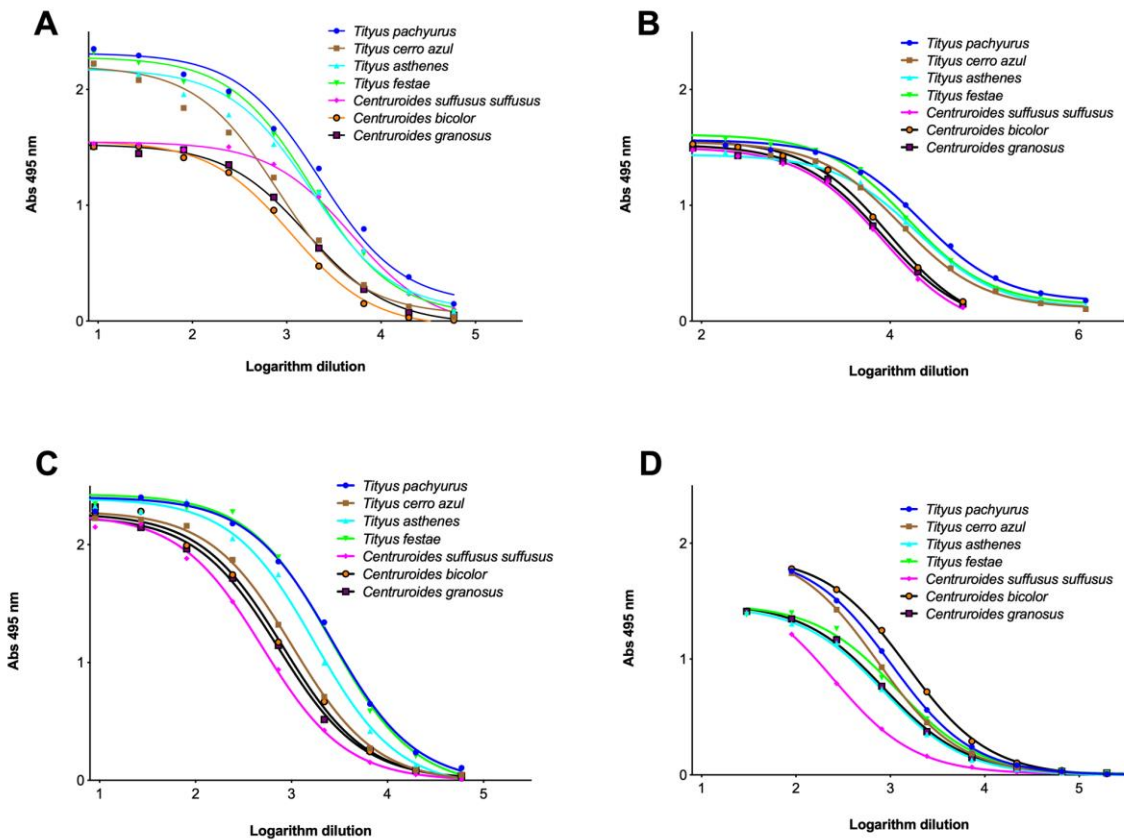 A
Tityus pachyurus
Tityus cerro azul
Tityus asthenes
Tityus festae
Centruroides suffusus suffusus
Centruroides bicolor
Centruroides granosus
Abs 495 nm
2
1
0
1 2 3 4 5
Logarithm dilution
B
Tityus pachyurus
Tityus cerro azul
Tityus asthenes
Tityus festae
Centruroides suffusus suffusus
Centruroides bicolor
Centruroides granosus
Abs 495 nm
2
1
0
2 4 6
Logarithm dilution
C
Tityus pachyurus
Tityus cerro azul
Tityus asthenes
Tityus festae
Centruroides suffusus suffusus
Centruroides bicolor
Centruroides granosus
Abs 495 nm
2
1
0
1 2 3 4 5
Logarithm dilution
D
Tityus pachyurus
Tityus cerro azul
Tityus asthenes
Tityus festae
Centruroides suffusus suffusus
Centruroides bicolor
Centruroides granosus
Abs 495 nm
2
1
0
1 2 3 4 5
Logarithm dilution